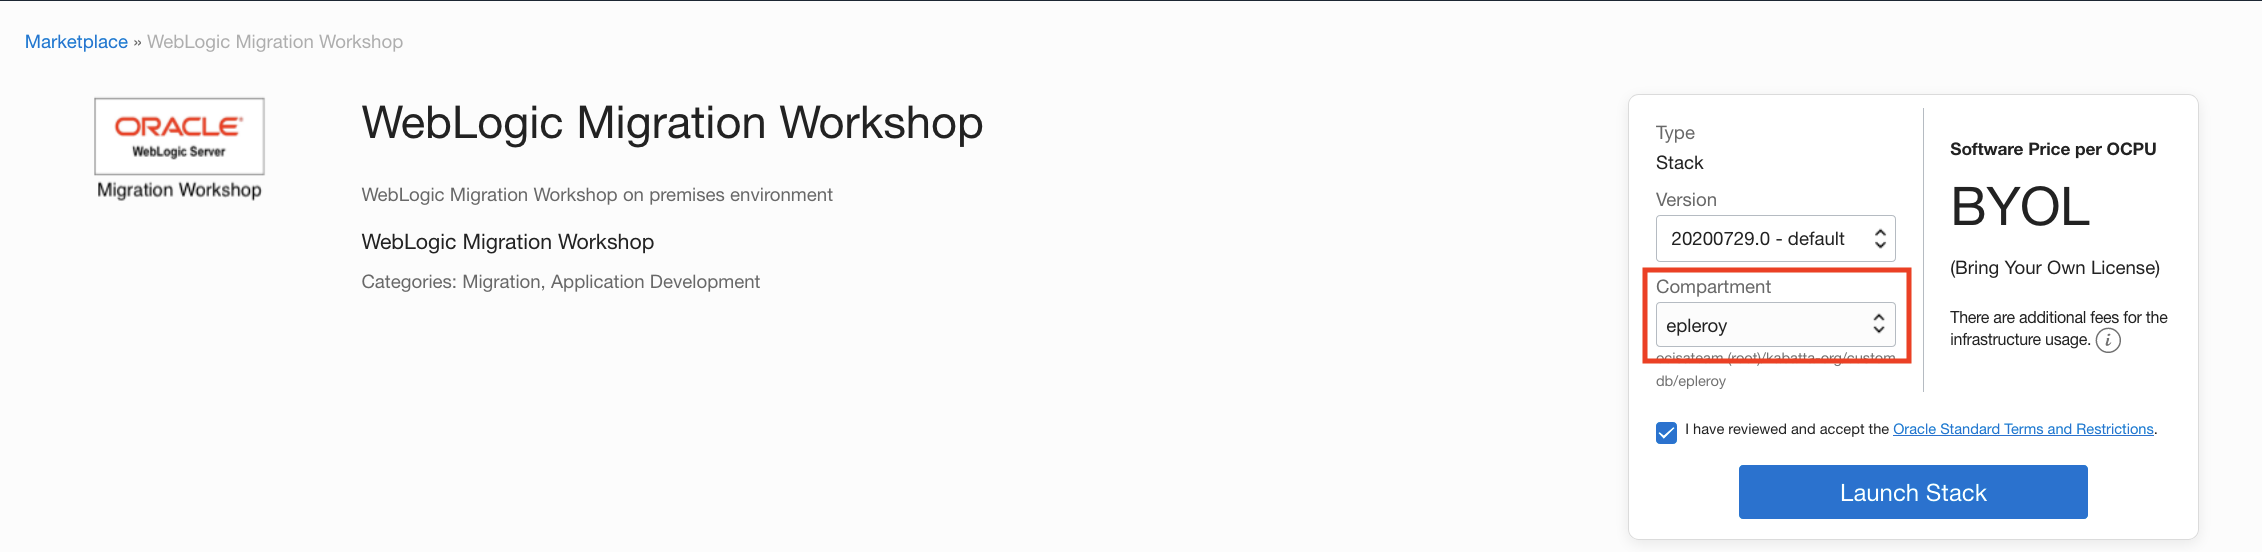 Marketplace » WebLogic Migration Workshop
ORACLE
WebLogic Server
Migration Workshop
WebLogic Migration Workshop
WebLogic Migration Workshop on premises environment
WebLogic Migration Workshop
Categories: Migration, Application Development
Type
Stack
Version
20200729.0 - default
Compartment
epleroy
ocisateam (root)/kabatta-org/custom
db/epleroy
Software Price per OCPU
BYOL
(Bring Your Own License)
There are additional fees for the
infrastructure usage. i
I have reviewed and accept the Oracle Standard Terms and Restrictions.
Launch Stack